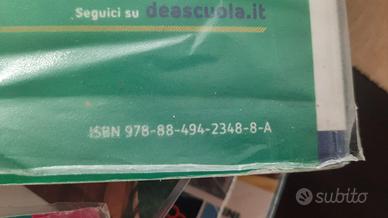 Seguici su deascuola.it
ISBN 978-88-494-2348-8-A
subito